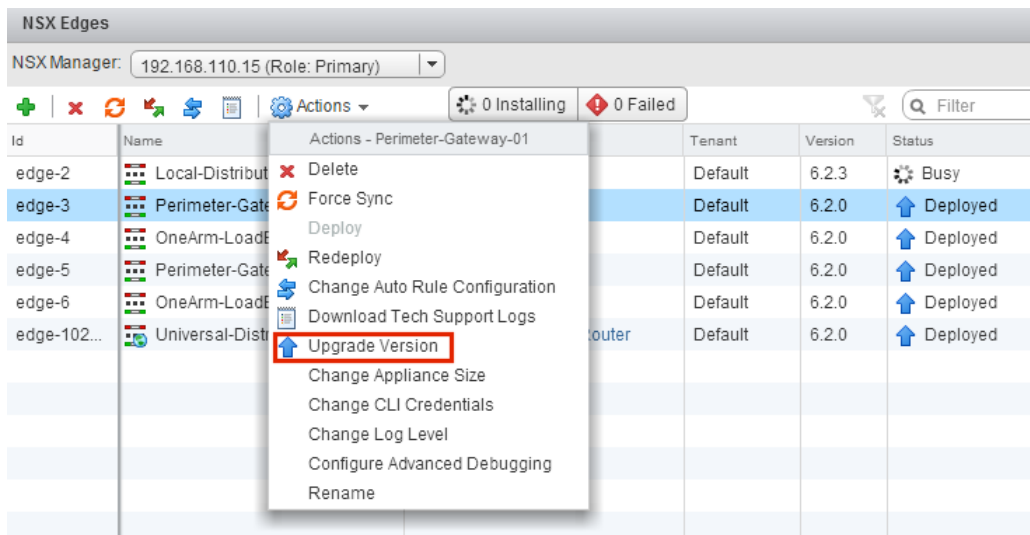 NSX Edges
NSX Manager: 192.168.110.15 (Role: Primary)
Actions 0 Installing 0 Failed Filter
Id Name Tenant Version Status
Actions - Perimeter-Gateway-01
edge-2 Local-Distribut Default 6.2.3 Busy
Delete
edge-3 Perimeter-Gate Default 6.2.0 Deployed
Force Sync
Deploy
edge-4 OneArm-LoadB Default 6.2.0 Deployed
Redeploy
edge-5 Perimeter-Gate Default 6.2.0 Deployed
Change Auto Rule Configuration
edge-6 OneArm-LoadB Default 6.2.0 Deployed
Download Tech Support Logs
edge-102... Universal-Distr outer Default 6.2.0 Deployed
Upgrade Version
Change Appliance Size
Change CLI Credentials
Change Log Level
Configure Advanced Debugging
Rename